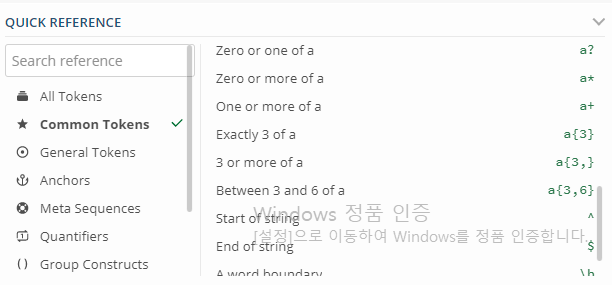 QUICK REFERENCE
Search reference
All Tokens
Common Tokens
General Tokens
Anchors
Meta Sequences
Quantifiers
Group Constructs
Zero or one of a a?
Zero or more of a a*
One or more of a a+
Exactly 3 of a a{3}
3 or more of a a{3,}
Between 3 and 6 of a a{3,6}
Windows 정품 인증
Start of string ^
[설정]으로 이동하여 Windows를 정품 인증합니다.
End of string $
A word boundary \b